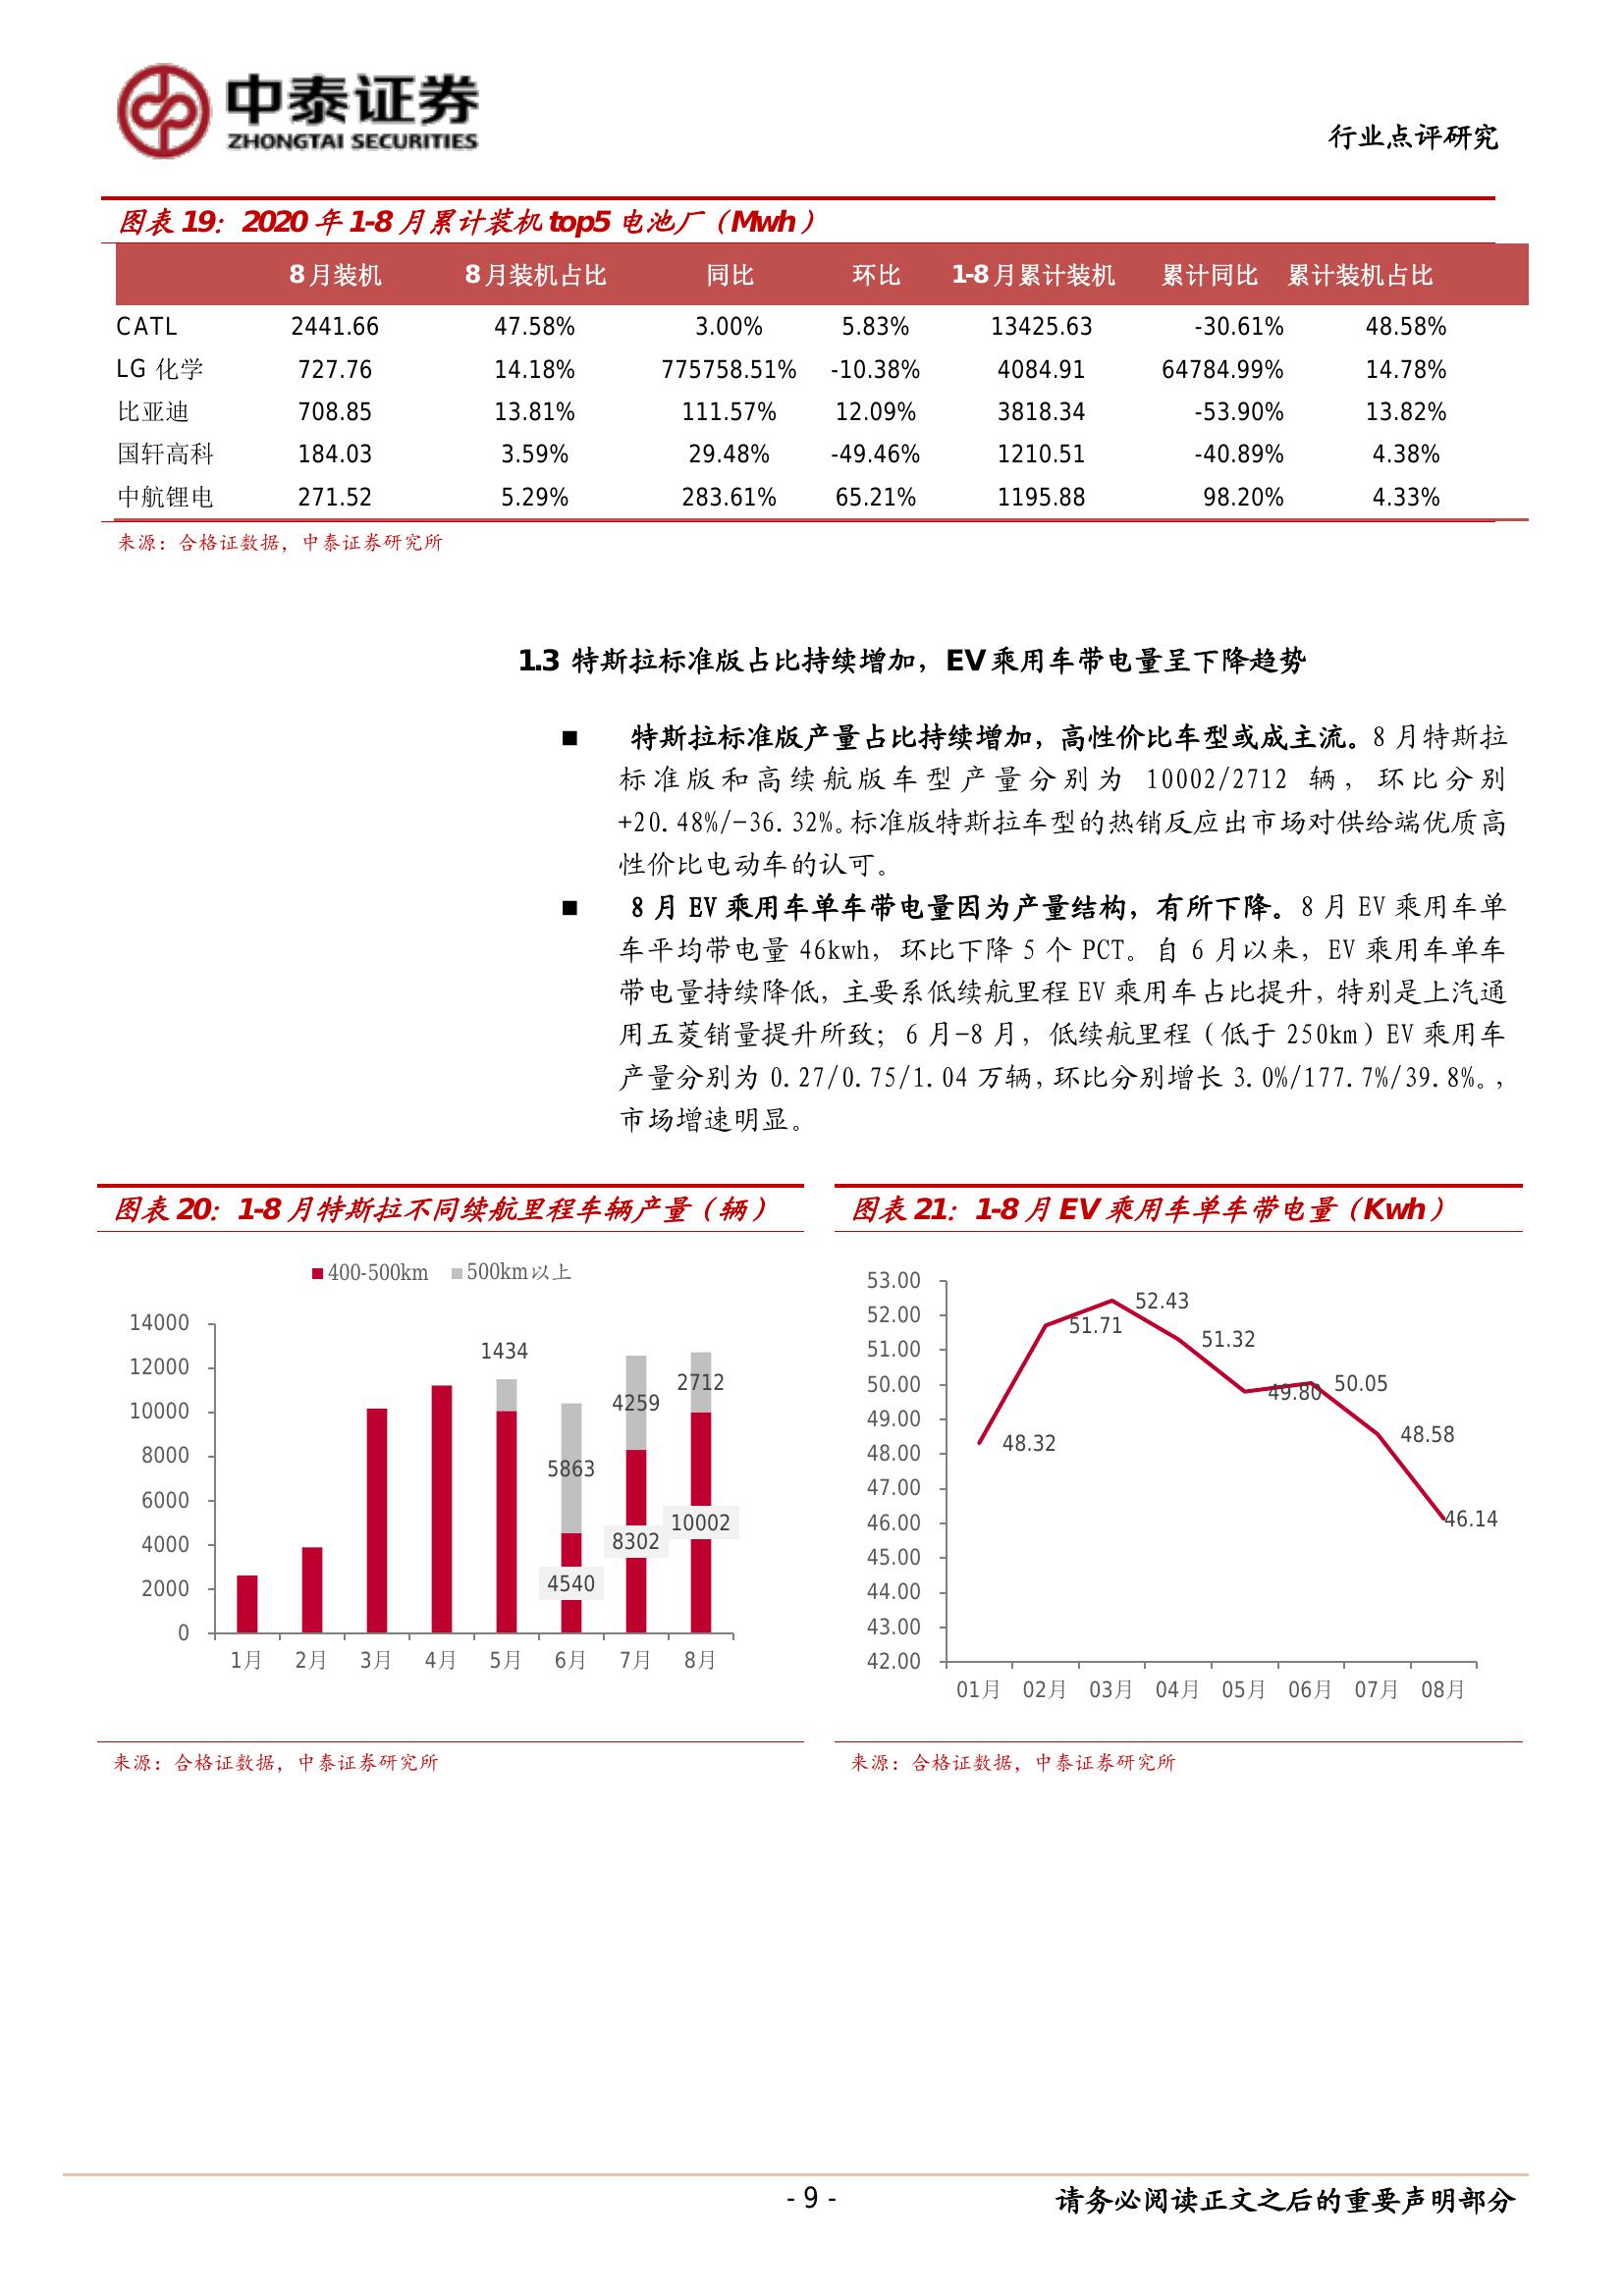 中泰证券
ZHONGTAI SECURITIES
行业点评研究
图表 19：2020 年 1-8 月累计装机 top5 电池厂（Mwh）
8 月装机 8 月装机占比 同比 环比 1-8 月累计装机 累计同比 累计装机占比
CATL 2441.66 47.58% 3.00% 5.83% 13425.63 -30.61% 48.58%
LG 化学 727.76 14.18% 775758.51% -10.38% 4084.91 64784.99% 14.78%
比亚迪 708.85 13.81% 111.57% 12.09% 3818.34 -53.90% 13.82%
国轩高科 184.03 3.59% 29.48% -49.46% 1210.51 -40.89% 4.38%
中航锂电 271.52 5.29% 283.61% 65.21% 1195.88 98.20% 4.33%
来源：合格证数据，中泰证券研究所
1.3 特斯拉标准版占比持续增加，EV 乘用车带电量呈下降趋势
■ 特斯拉标准版产量占比持续增加，高性价比车型或成主流。8 月特斯拉
标准版和高续航版车型产量分别为 10002/2712 辆，环比分别
+20.48%/-36.32%。标准版特斯拉车型的热销反应出市场对供给端优质高
性价比电动车的认可。
■ 8 月 EV 乘用车单车带电量因为产量结构，有所下降。8 月 EV 乘用车单
车平均带电量 46kwh，环比下降 5 个 PCT。自 6 月以来，EV 乘用车单车
带电量持续降低，主要系低续航里程 EV 乘用车占比提升，特别是上汽通
用五菱销量提升所致；6 月-8 月，低续航里程（低于 250km）EV 乘用车
产量分别为 0.27/0.75/1.04 万辆，环比分别增长 3.0%/177.7%/39.8%。，
市场增速明显。
图表 20：1-8 月特斯拉不同续航里程车辆产量（辆）
400-500km 500km以上
14000
12000
10000
8000
6000
4000
2000
0
1434
5863
4259
2712
4540
8302
10002
1月 2月 3月 4月 5月 6月 7月 8月
来源：合格证数据，中泰证券研究所
图表 21：1-8 月 EV 乘用车单车带电量（Kwh）
53.00
52.00
51.00
50.00
49.00
48.00
47.00
46.00
45.00
44.00
43.00
42.00
48.32
51.71
52.43
51.32
49.80
50.05
48.58
46.14
01月 02月 03月 04月 05月 06月 07月 08月
来源：合格证数据，中泰证券研究所
- 9 -
请务必阅读正文之后的重要声明部分